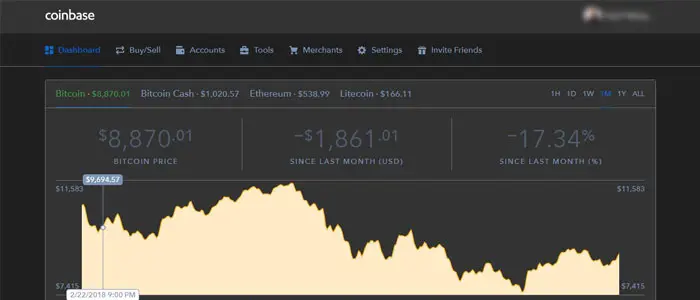 coinbase
Dashboard Buy/Sell Accounts Tools Merchants Settings Invite Friends
Bitcoin · $8,870.01 Bitcoin Cash · $1,020.57 Ethereum · $538.99 Litecoin · $166.11 1H 1D 1W 1M 1Y ALL
$8,870.01 −$1,861.01 −17.34%
BITCOIN PRICE SINCE LAST MONTH (USD) SINCE LAST MONTH (%)
$9,694.57
$11,583 $11,583
$7,415 $7,415
2/22/2018 9:00 PM